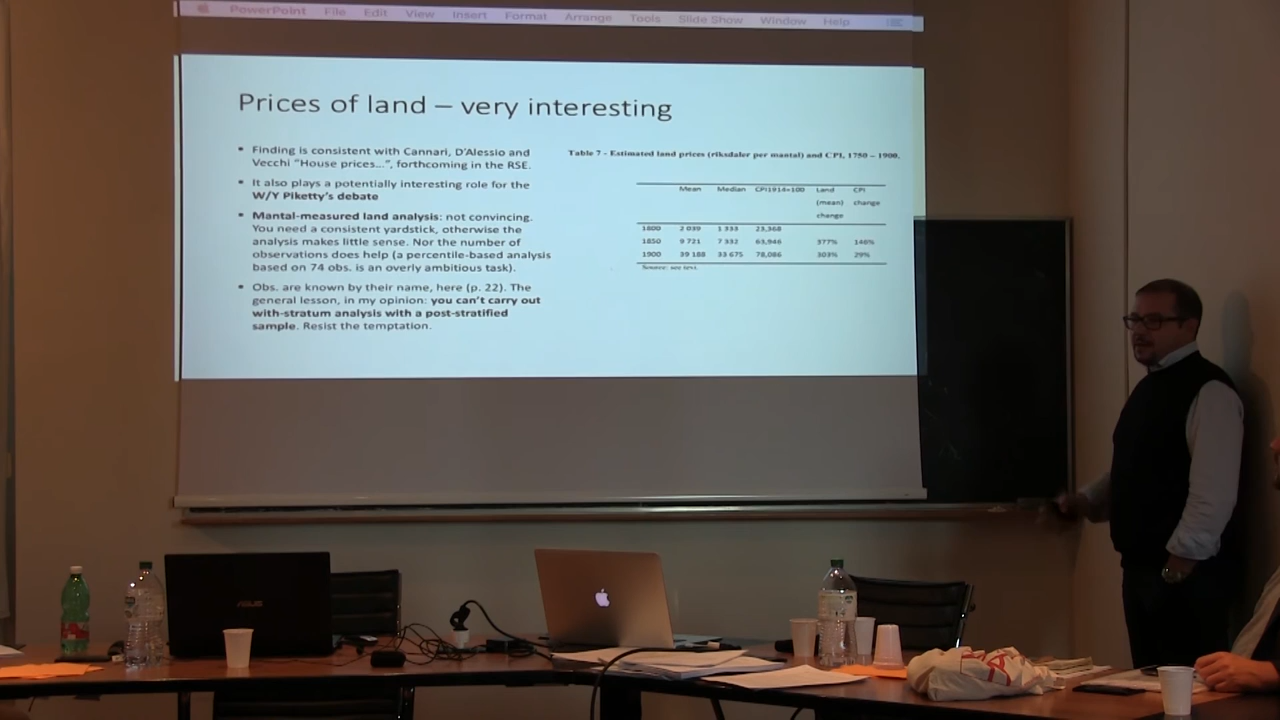 PowerPoint File Edit View Insert Format Arrange Tools Slide Show Window Help
Prices of land – very interesting
• Finding is consistent with Cannari, D'Alessio and
Vecchi "House prices...", forthcoming in the RSE.
• It also plays a potentially interesting role for the
W/Y Piketty's debate
• Mantal-measured land analysis: not convincing.
You need a consistent yardstick, otherwise the
analysis makes little sense. Nor the number of
observations does help (a percentile-based analysis
based on 74 obs. is an overly ambitious task).
• Obs. are known by their name, here (p. 22). The
general lesson, in my opinion: you can't carry out
with-stratum analysis with a post-stratified
sample. Resist the temptation.
Table 7 - Estimated land prices (riksdaler per mantal) and CPI, 1750 – 1900.
Mean Median CPI1914=100 Land CPI
(mean) change
change
1800 2 039 1 333 23,368
1850 9 721 7 332 63,946 377% 148%
1900 39 188 33 675 78,086 303% 29%
Source: see text.
ASUS